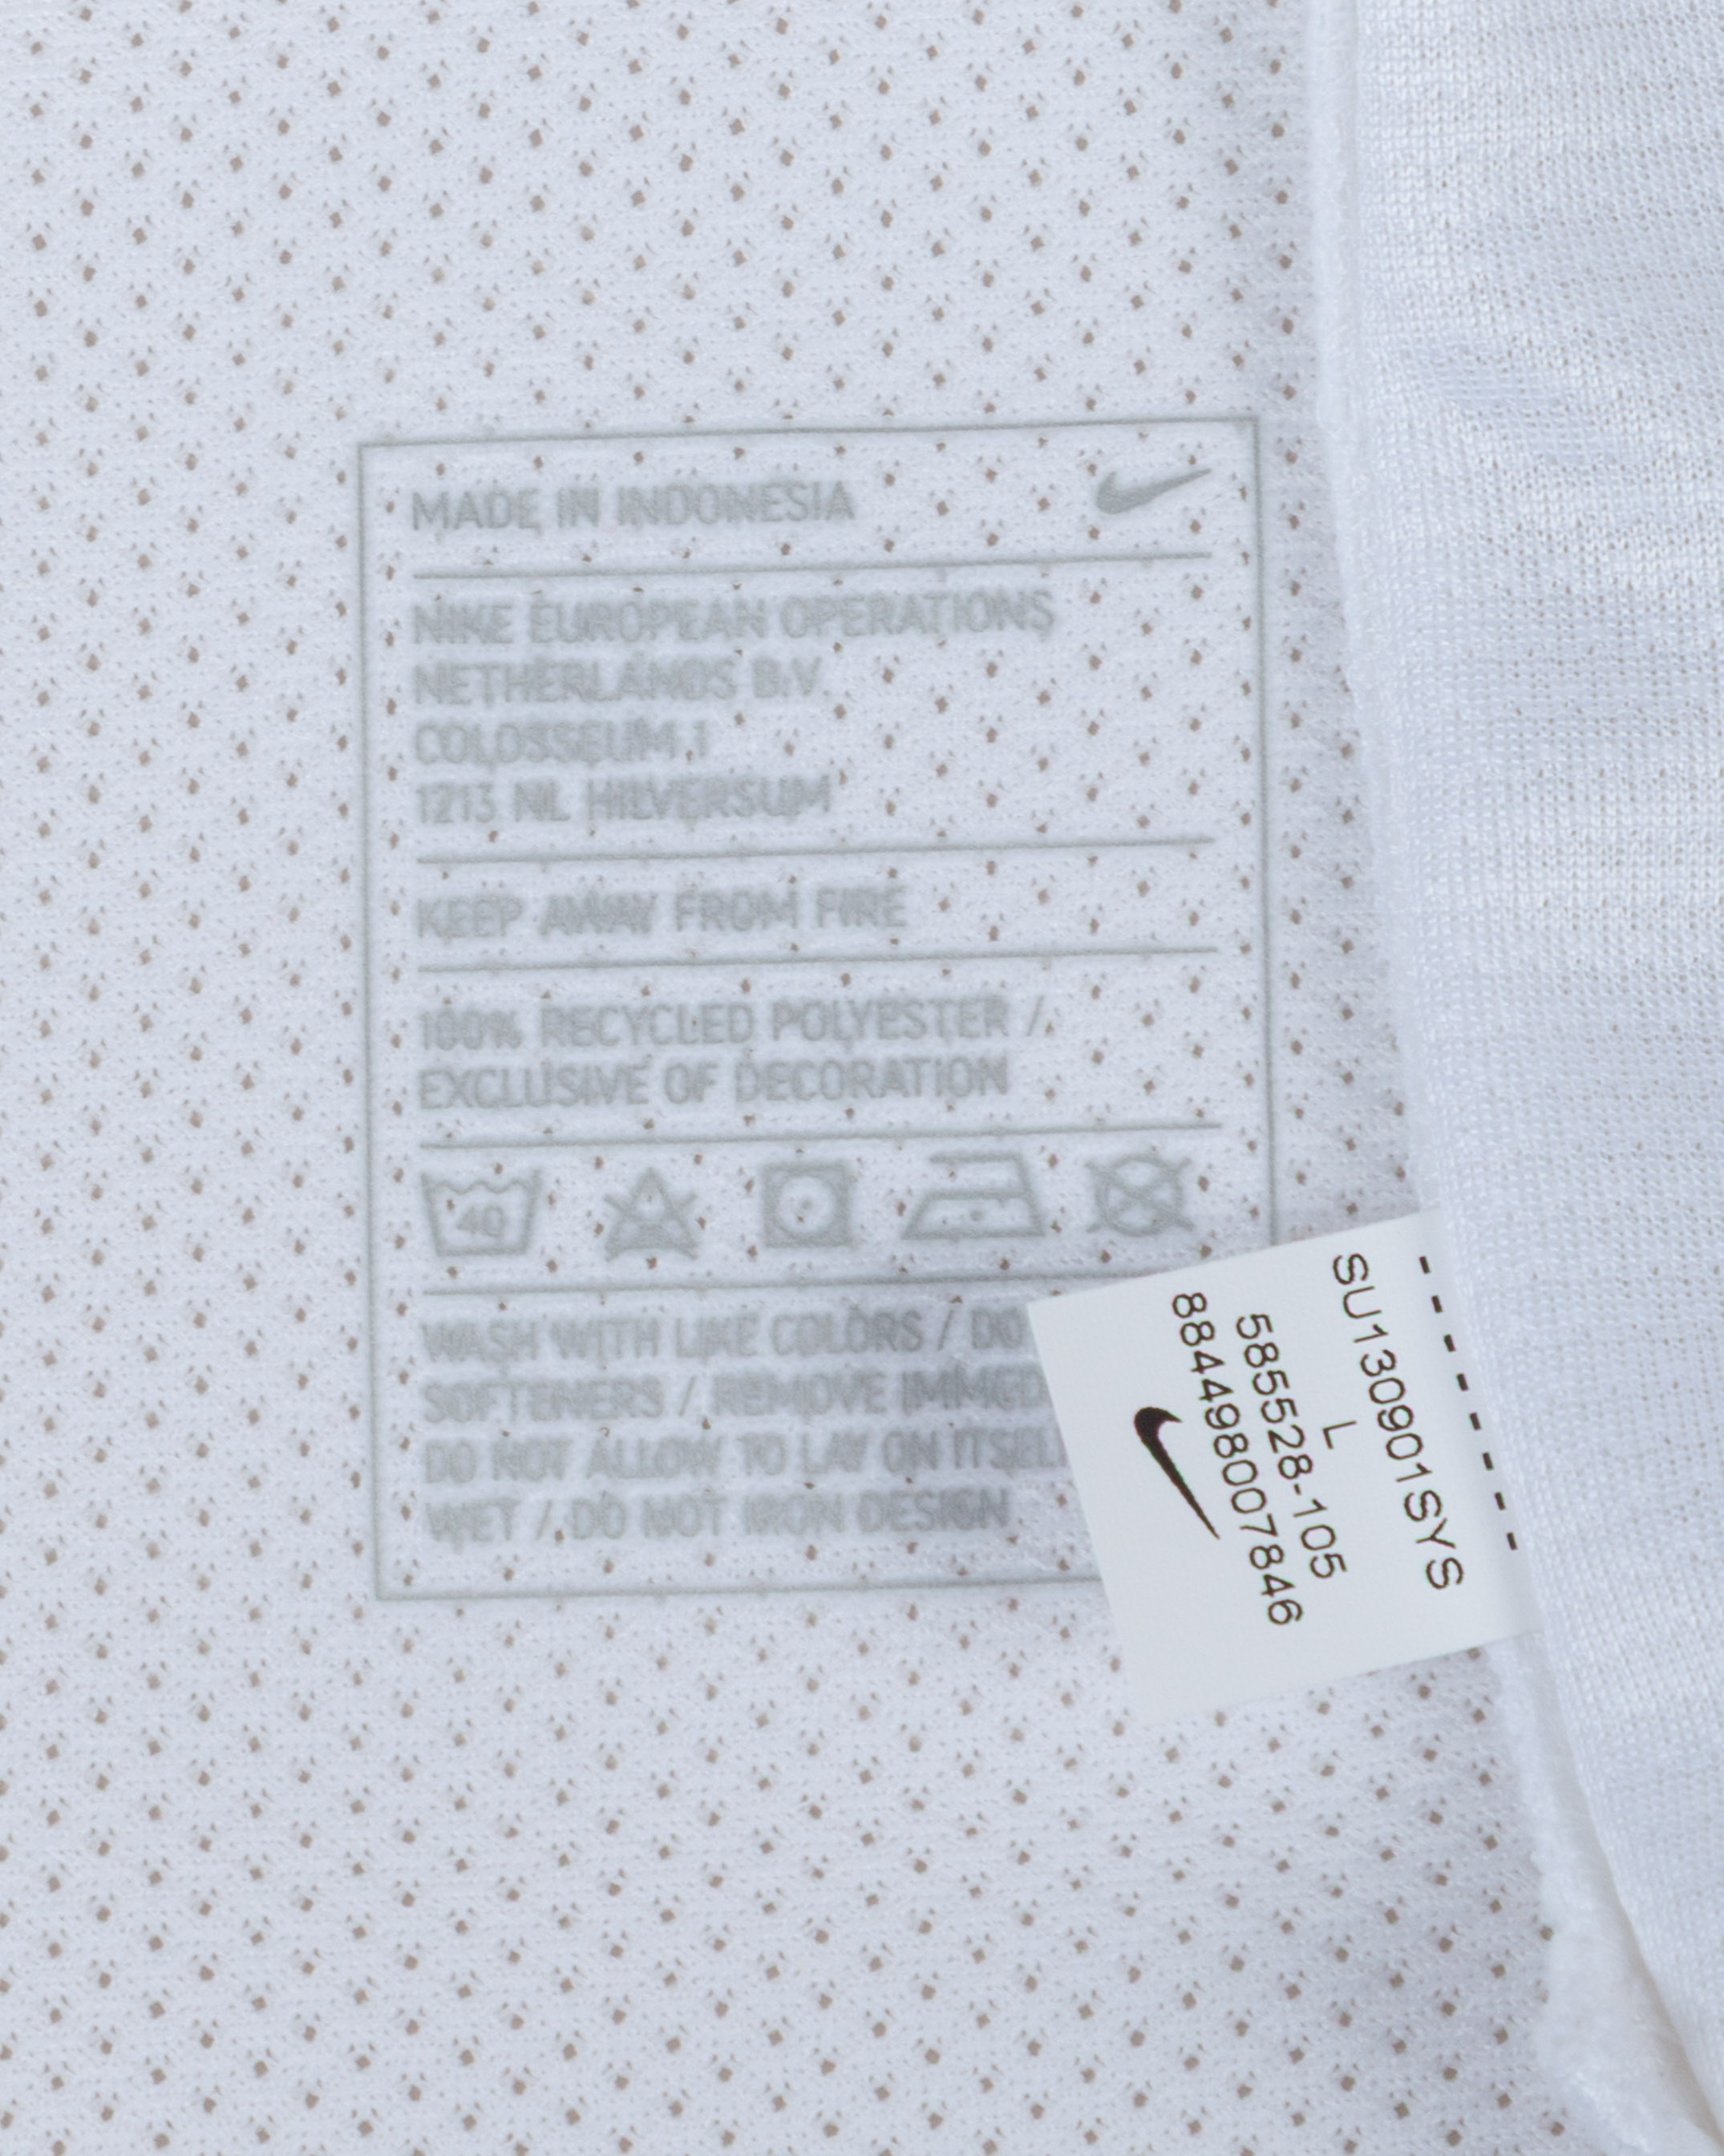 MADE IN INDONESIA
NIKE EUROPEAN OPERATIONS
NETHERLANDS B.V.
COLOSSEUM 1
1213 NL HILVERSUM
KEEP AWAY FROM FIRE
100% RECYCLED POLYESTER /
EXCLUSIVE OF DECORATION
40
WASH WITH LIKE COLORS / DO
SOFTENERS / REMOVE IMMED
DO NOT ALLOW TO LAY ON ITSELF
WET / DO NOT IRON DESIGN
SU130901SYS
L
585528-105
884498007846